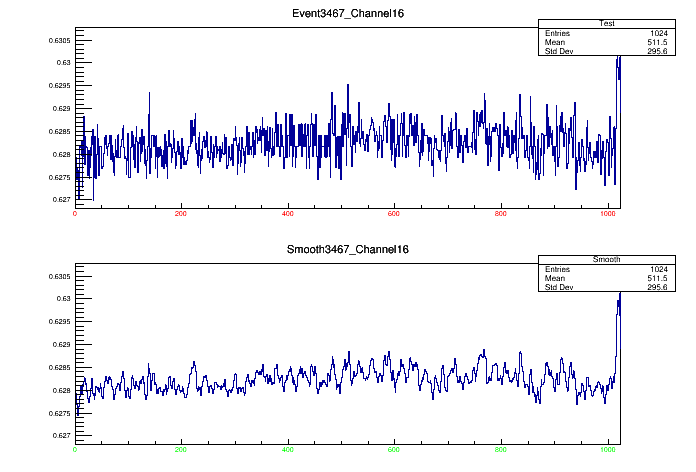 Event3467_Channel16
Test
Entries 1024
Mean 511.5
Std Dev 295.6
0.6305
0.63
0.6295
0.629
0.6285
0.628
0.6275
0.627
0 200 400 600 800 1000
Smooth3467_Channel16
Smooth
Entries 1024
Mean 511.5
Std Dev 295.6
0.6305
0.63
0.6295
0.629
0.6285
0.628
0.6275
0.627
0 200 400 600 800 1000